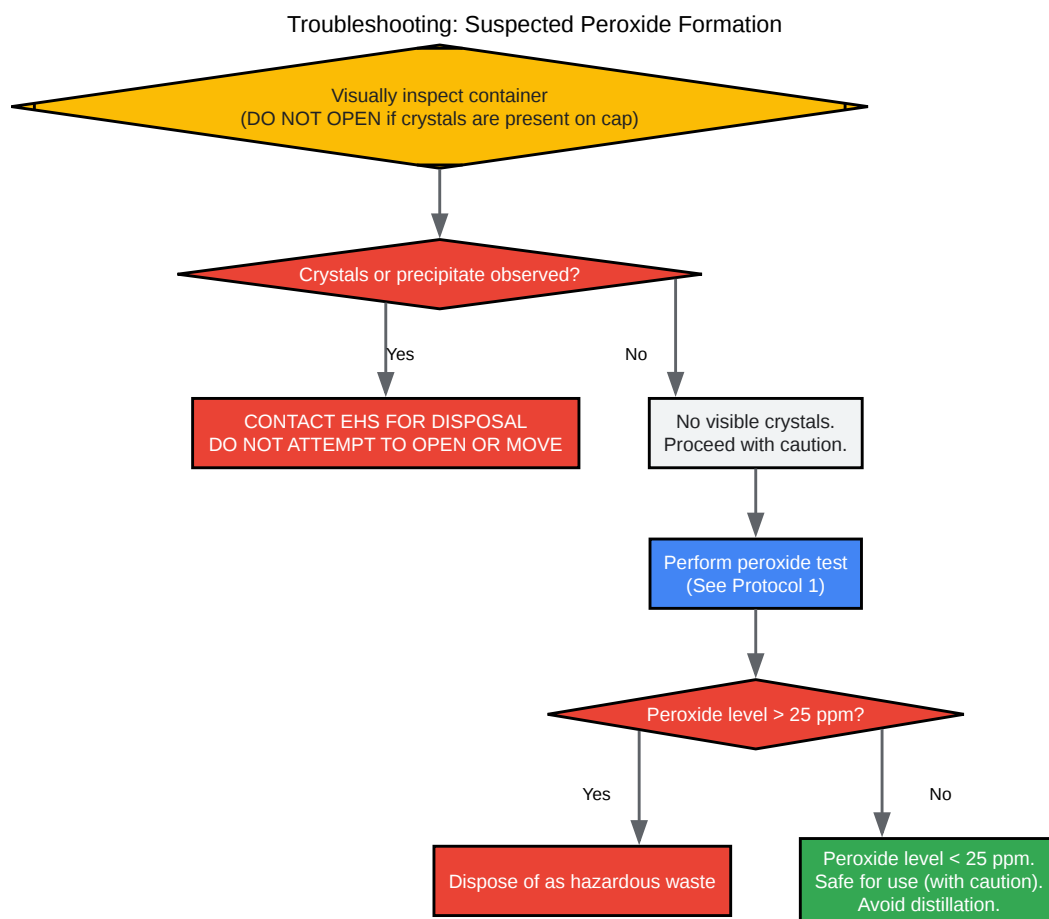 Troubleshooting: Suspected Peroxide Formation
Visually inspect container
(DO NOT OPEN if crystals are present on cap)
Crystals or precipitate observed?
Yes
No
CONTACT EHS FOR DISPOSAL
DO NOT ATTEMPT TO OPEN OR MOVE
No visible crystals.
Proceed with caution.
Perform peroxide test
(See Protocol 1)
Peroxide level > 25 ppm?
Yes
No
Dispose of as hazardous waste
Peroxide level < 25 ppm.
Safe for use (with caution).
Avoid distillation.